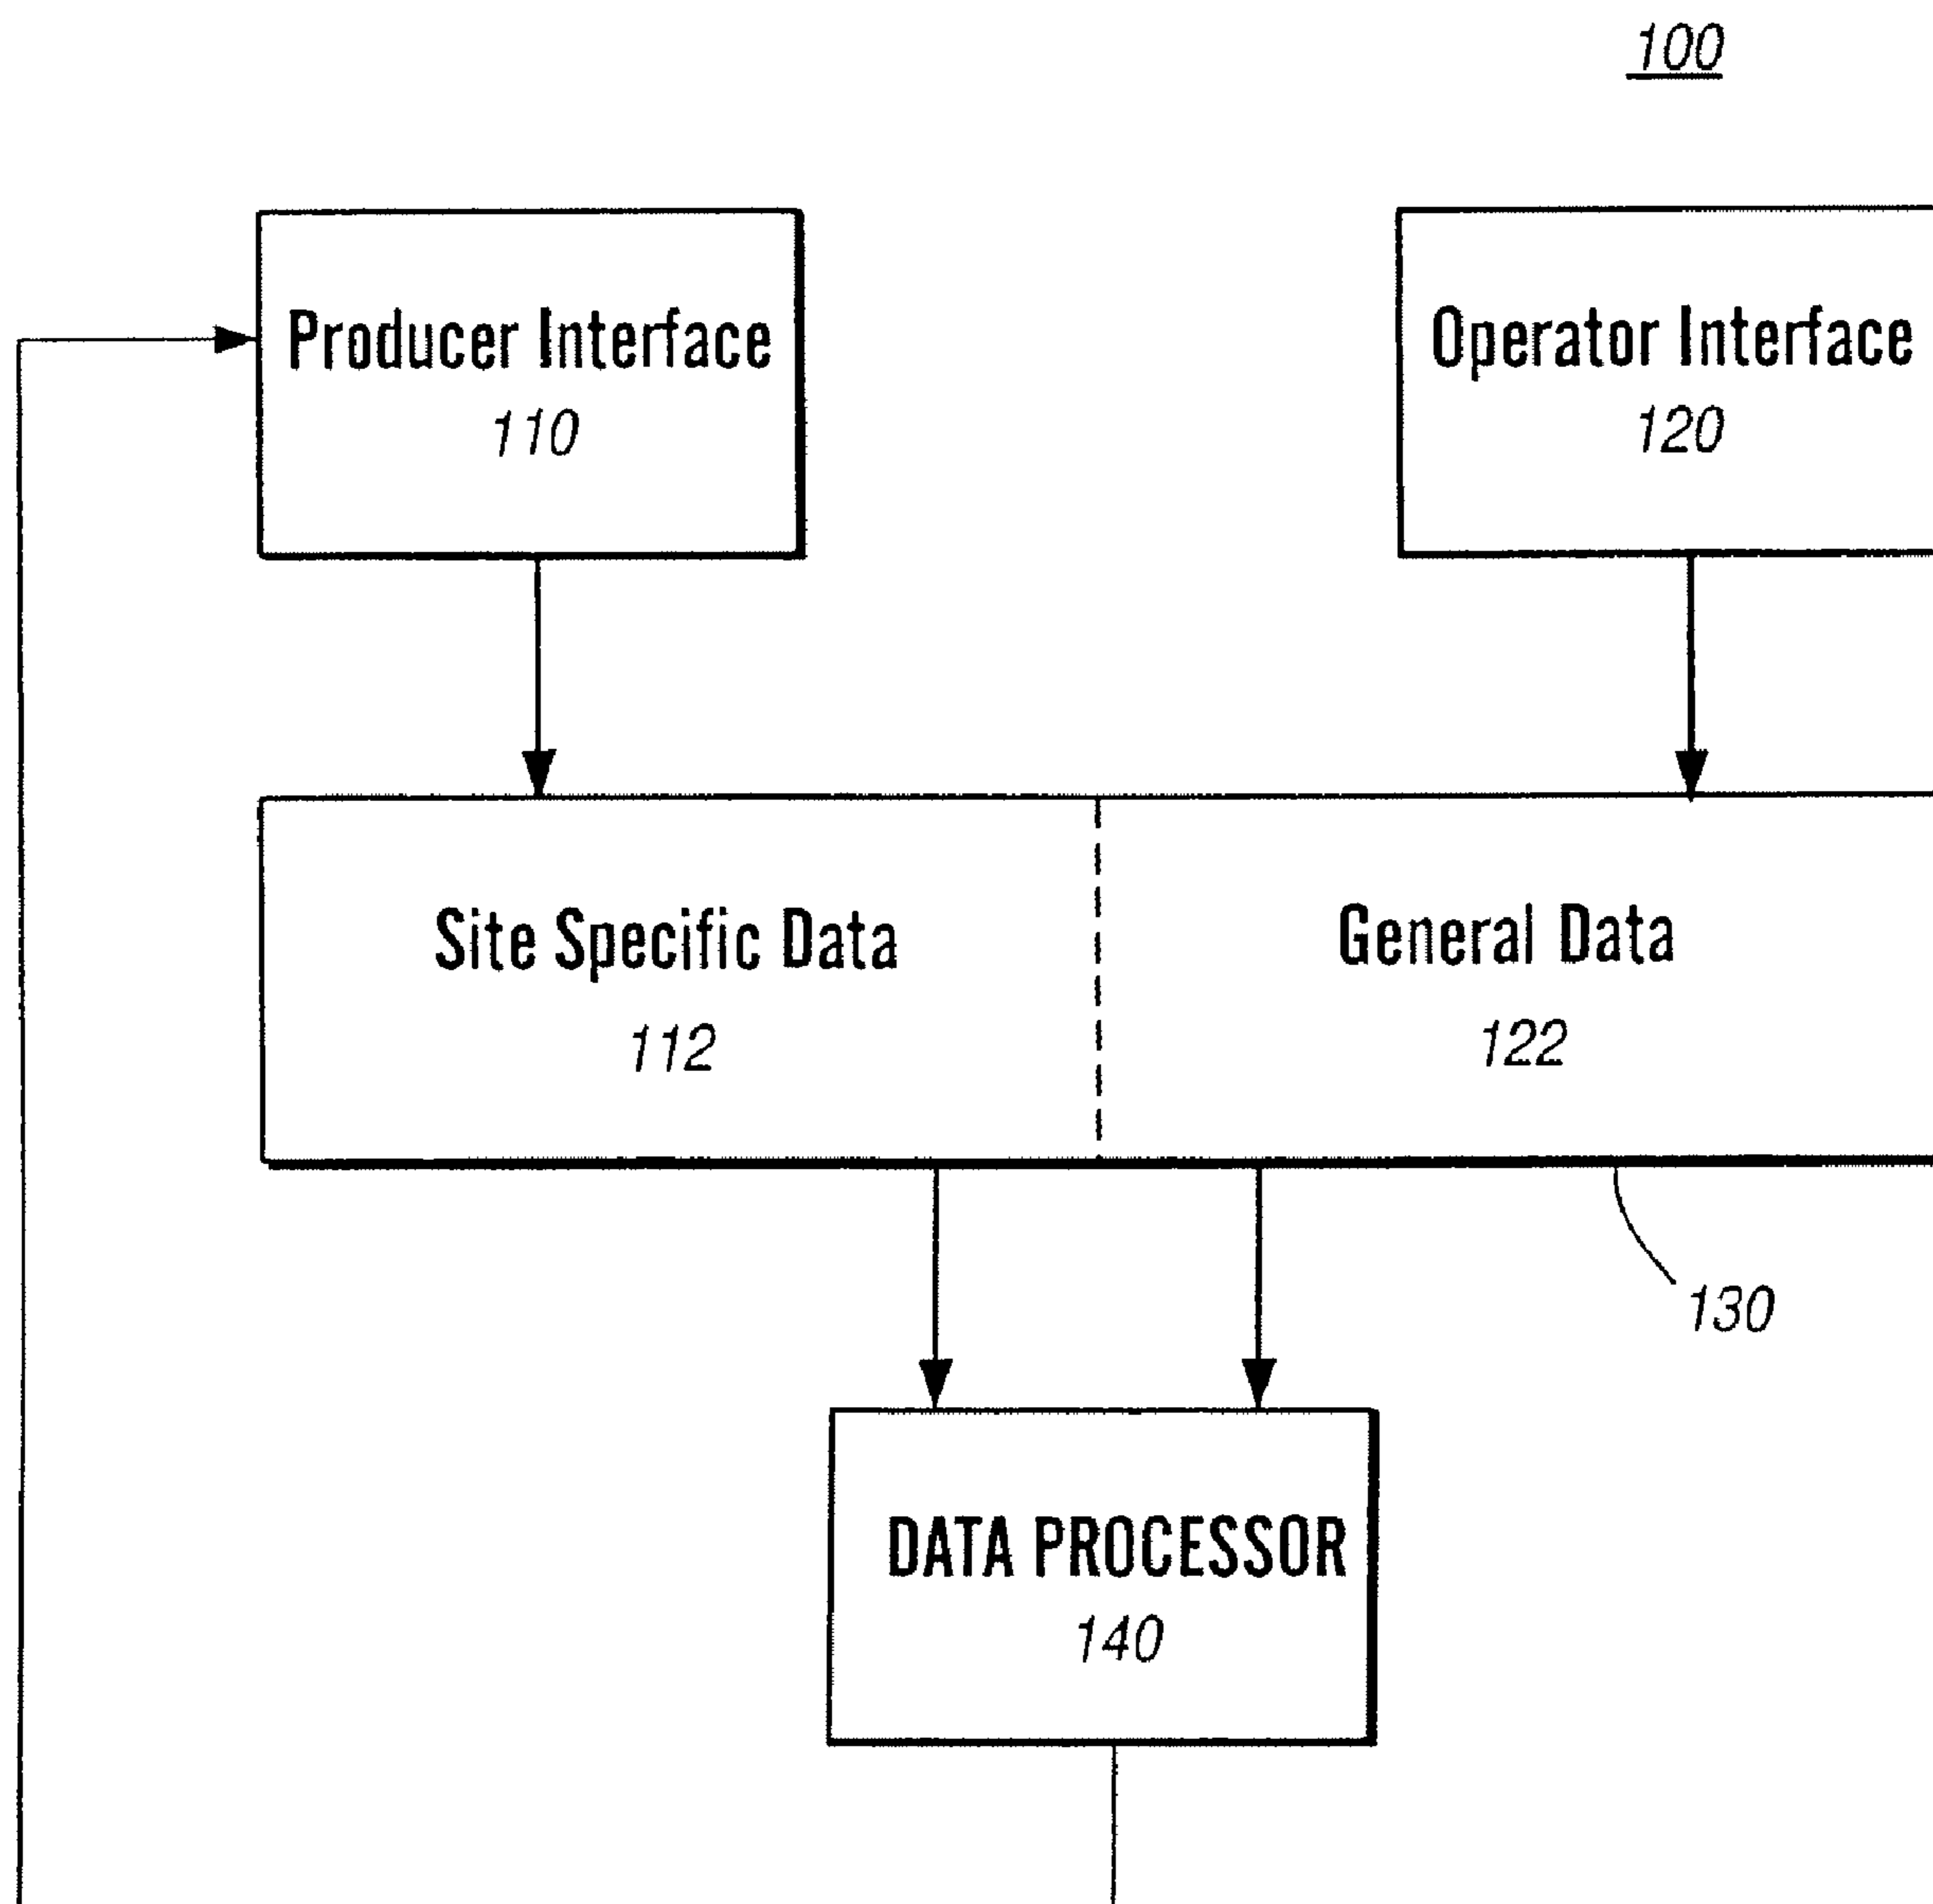 100
Producer Interface
110
Operator Interface
120
Site Specific Data
112
General Data
122
130
DATA PROCESSOR
140